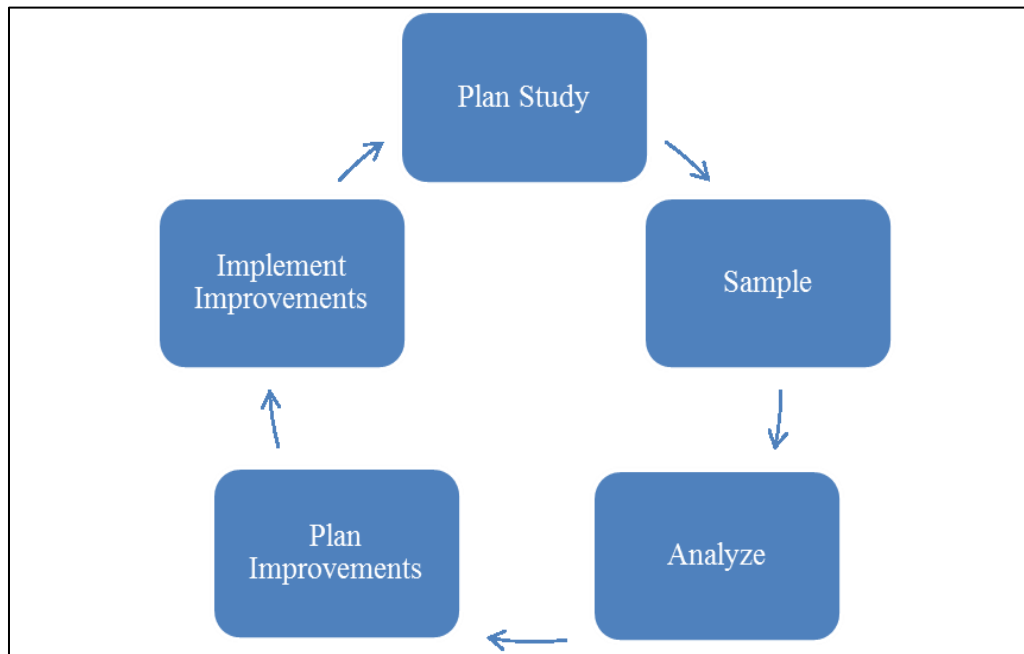 Plan Study
Sample
Analyze
Plan
Improvements
Implement
Improvements